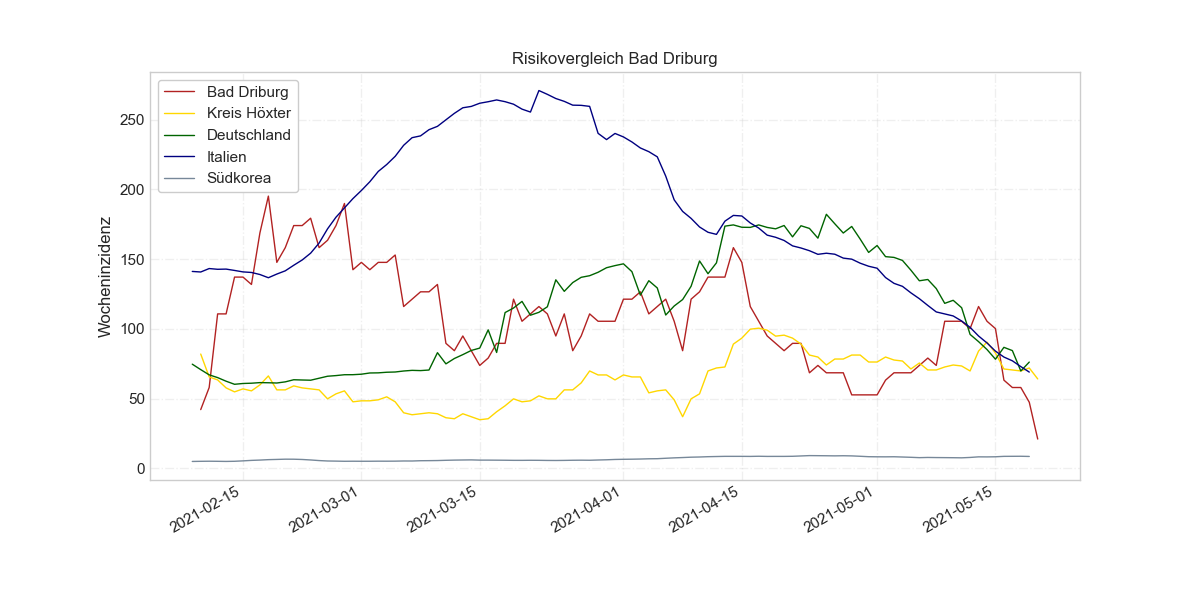 Risikovergleich Bad Driburg
Bad Driburg
Kreis Höxter
Deutschland
Italien
Südkorea
Wocheninzidenz
250
200
150
100
50
0
2021-02-15
2021-03-01
2021-03-15
2021-04-01
2021-04-15
2021-05-01
2021-05-15